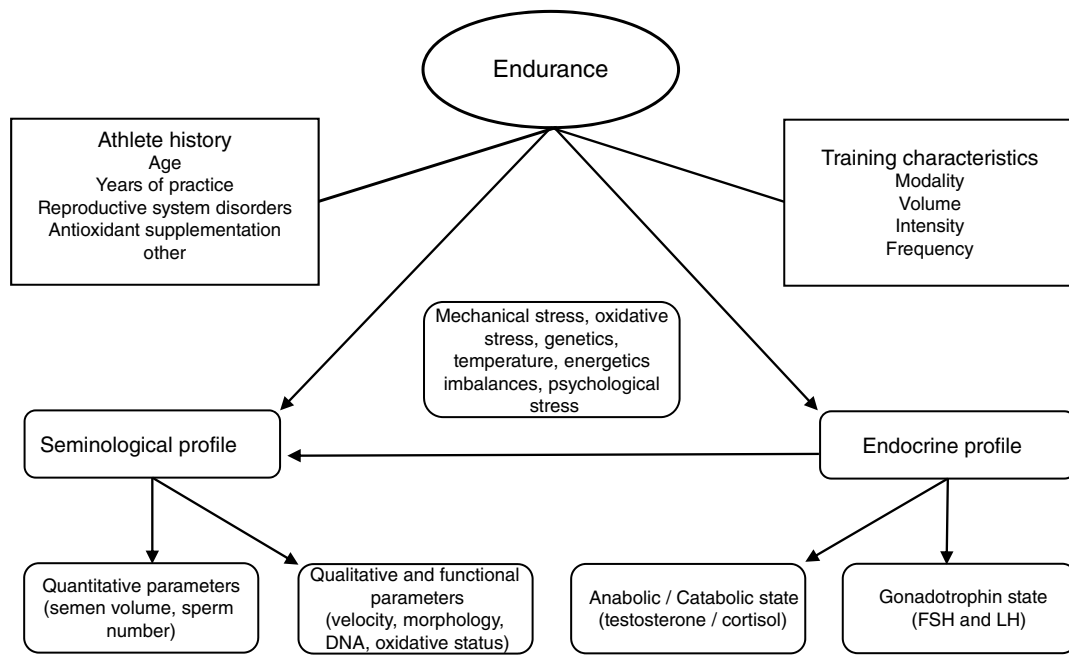 Endurance
Athlete history
Age
Years of practice
Reproductive system disorders
Antioxidant supplementation
other
Training characteristics
Modality
Volume
Intensity
Frequency
Mechanical stress, oxidative
stress, genetics,
temperature, energetics
imbalances, psychological
stress
Seminological profile
Endocrine profile
Quantitative parameters
(semen volume, sperm
number)
Qualitative and functional
parameters
(velocity, morphology,
DNA, oxidative status)
Anabolic / Catabolic state
(testosterone / cortisol)
Gonadotrophin state
(FSH and LH)